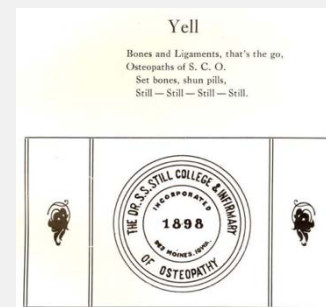 Yell
Bones and Ligaments, that's the go,
Osteopaths of S. C. O.
Set bones, shun pills,
Still — Still — Still — Still.
THE DR. S. S. STILL COLLEGE & INFIRMARY
OF OSTEOPATHY
INCORPORATED
1898
DES MOINES, IOWA.